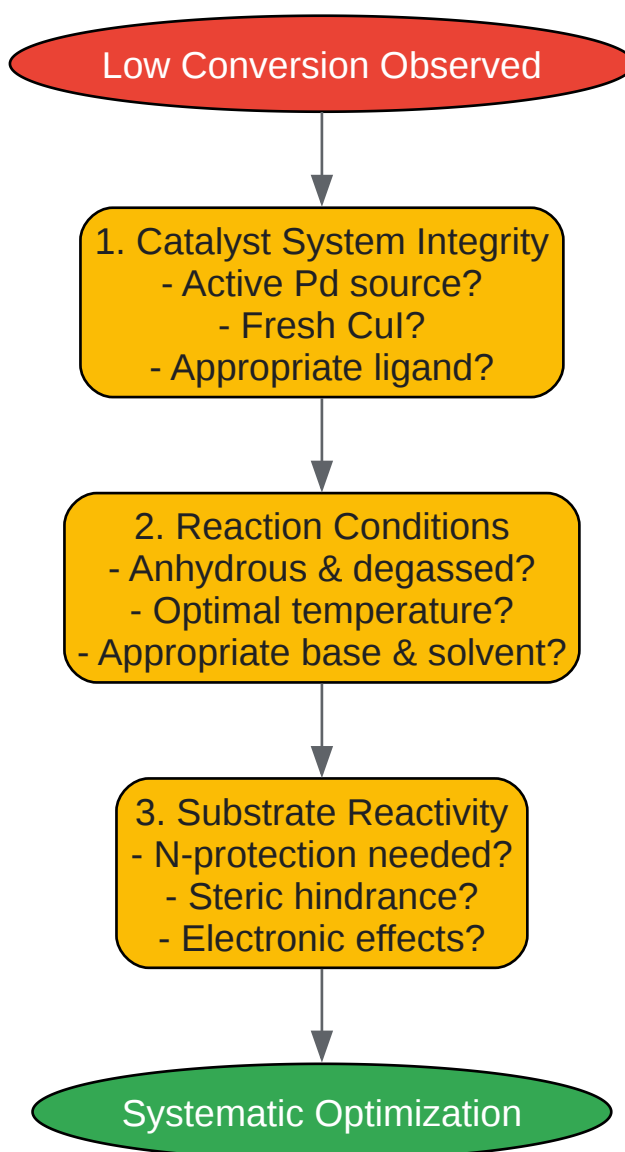 Low Conversion Observed
1. Catalyst System Integrity
- Active Pd source?
- Fresh CuI?
- Appropriate ligand?
2. Reaction Conditions
- Anhydrous & degassed?
- Optimal temperature?
- Appropriate base & solvent?
3. Substrate Reactivity
- N-protection needed?
- Steric hindrance?
- Electronic effects?
Systematic Optimization